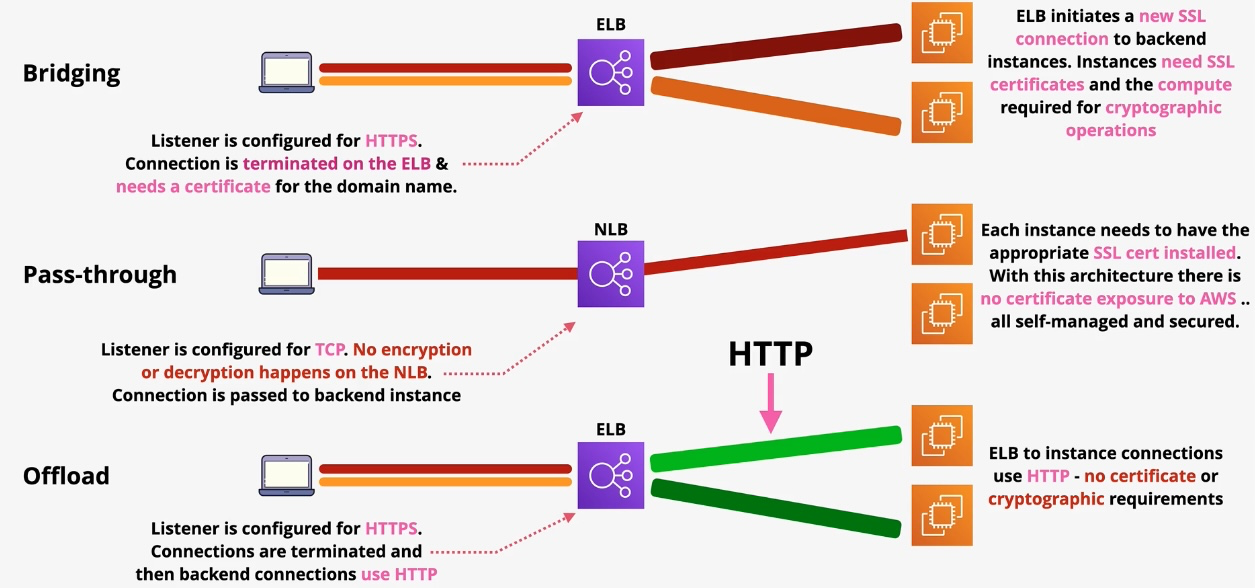 ELB
Bridging
Listener is configured for HTTPS.
Connection is terminated on the ELB &
needs a certificate for the domain name.
ELB initiates a new SSL
connection to backend
instances. Instances need SSL
certificates and the compute
required for cryptographic
operations
NLB
Pass-through
Listener is configured for TCP. No encryption
or decryption happens on the NLB.
Connection is passed to backend instance
Each instance needs to have the
appropriate SSL cert installed.
With this architecture there is
no certificate exposure to AWS ..
all self-managed and secured.
HTTP
ELB
Offload
Listener is configured for HTTPS.
Connections are terminated and
then backend connections use HTTP
ELB to instance connections
use HTTP - no certificate or
cryptographic requirements